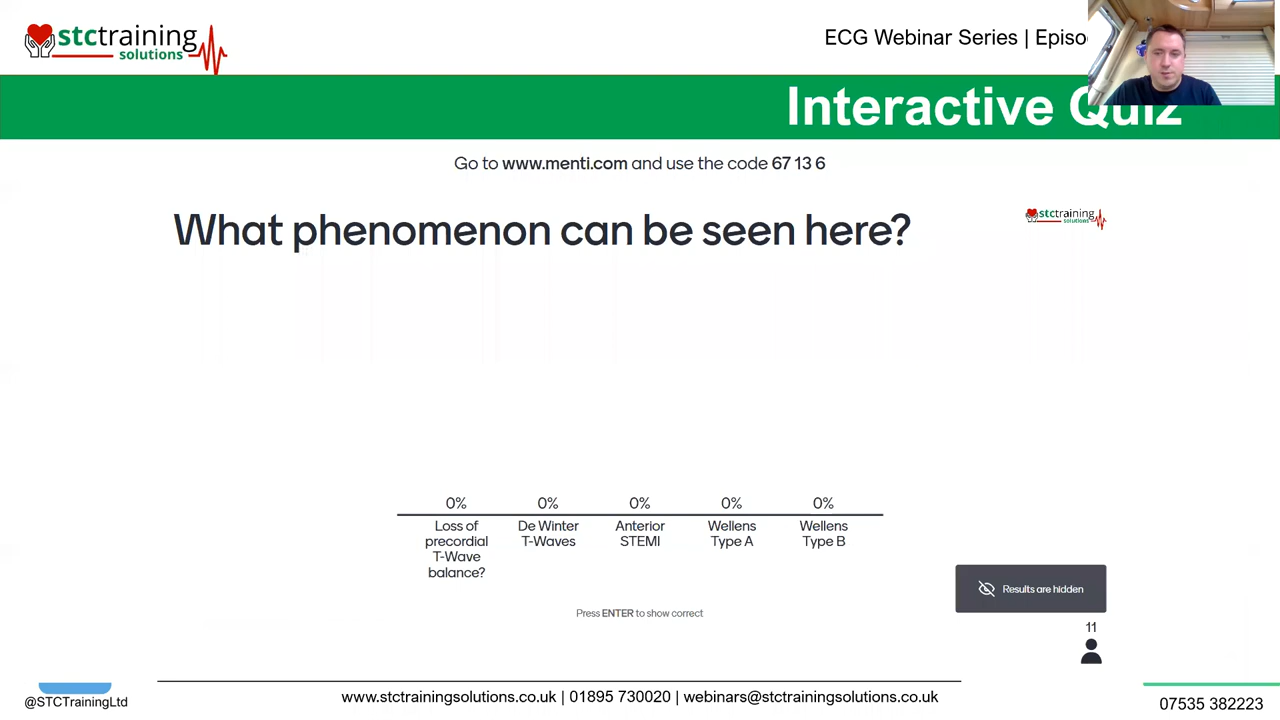 stctraining
solutions
ECG Webinar Series |
Interactive Quiz
Go to www.menti.com and use the code 67 13 6
What phenomenon can be seen here?
stctraining
solutions
0% 0% 0% 0% 0%
Loss of precordial T-Wave balance?
De Winter T-Waves
Anterior STEMI
Wellens Type A
Wellens Type B
Results are hidden
Press ENTER to show correct
11
@STCTrainingLtd
www.stctrainingsolutions.co.uk | 01895 730020 | webinars@stctrainingsolutions.co.uk
07535 382223